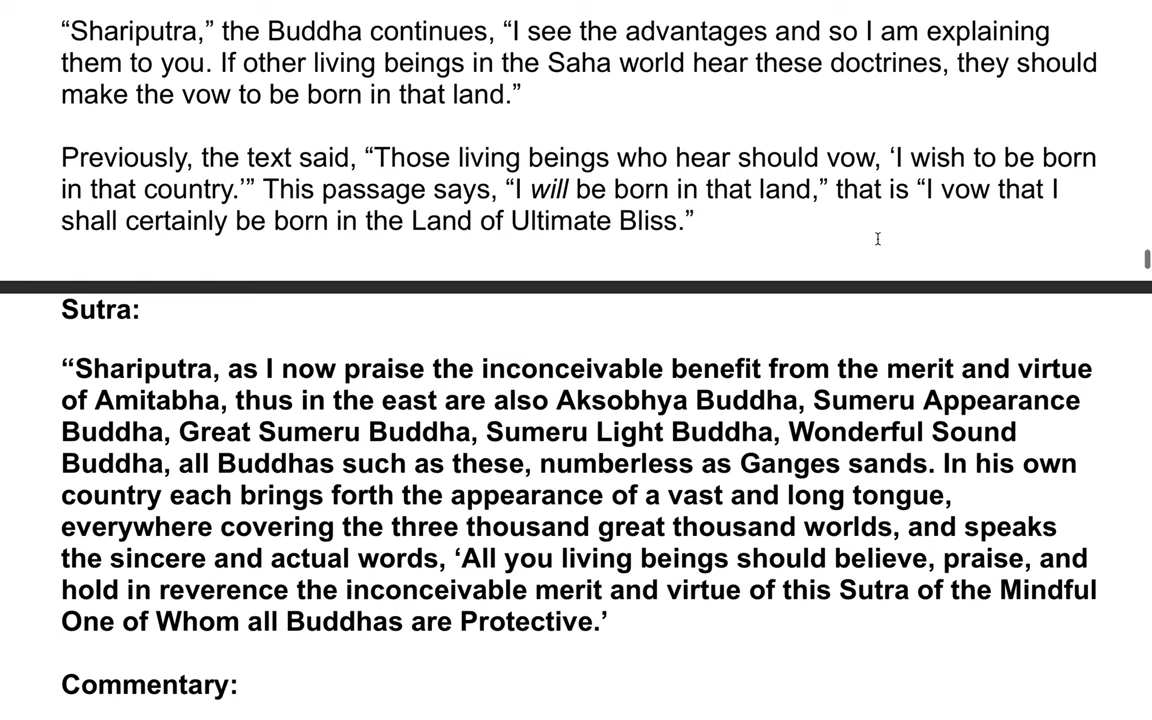 “Shariputra,” the Buddha continues, “I see the advantages and so I am explaining
them to you. If other living beings in the Saha world hear these doctrines, they should
make the vow to be born in that land.”
Previously, the text said, “Those living beings who hear should vow, ‘I wish to be born
in that country.’” This passage says, “I will be born in that land,” that is “I vow that I
shall certainly be born in the Land of Ultimate Bliss.”
Sutra:
“Shariputra, as I now praise the inconceivable benefit from the merit and virtue
of Amitabha, thus in the east are also Aksobhya Buddha, Sumeru Appearance
Buddha, Great Sumeru Buddha, Sumeru Light Buddha, Wonderful Sound
Buddha, all Buddhas such as these, numberless as Ganges sands. In his own
country each brings forth the appearance of a vast and long tongue,
everywhere covering the three thousand great thousand worlds, and speaks
the sincere and actual words, ‘All you living beings should believe, praise, and
hold in reverence the inconceivable merit and virtue of this Sutra of the Mindful
One of Whom all Buddhas are Protective.’
Commentary: